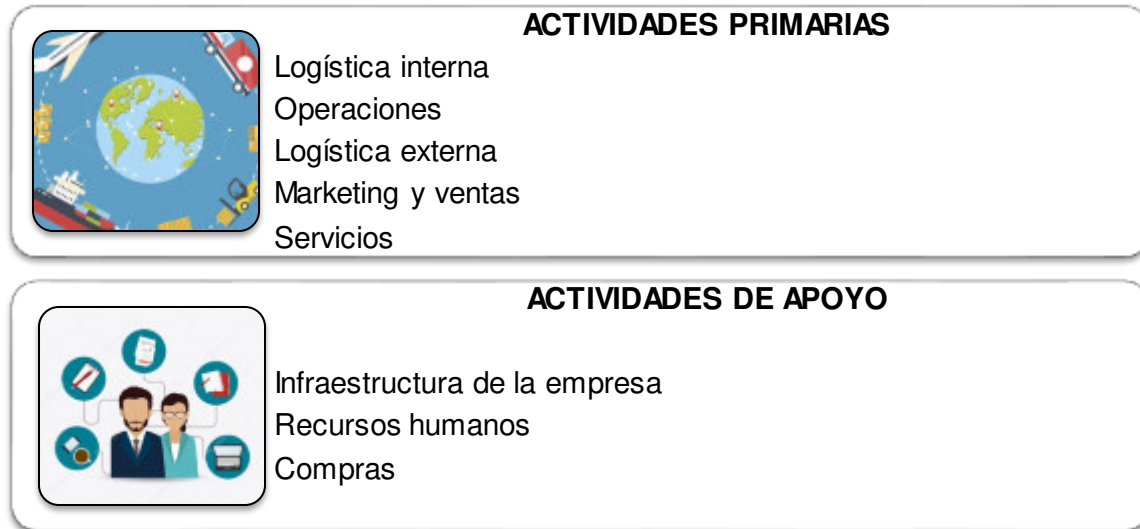 ACTIVIDADES PRIMARIAS
Logística interna
Operaciones
Logística externa
Marketing y ventas
Servicios
ACTIVIDADES DE APOYO
Infraestructura de la empresa
Recursos humanos
Compras